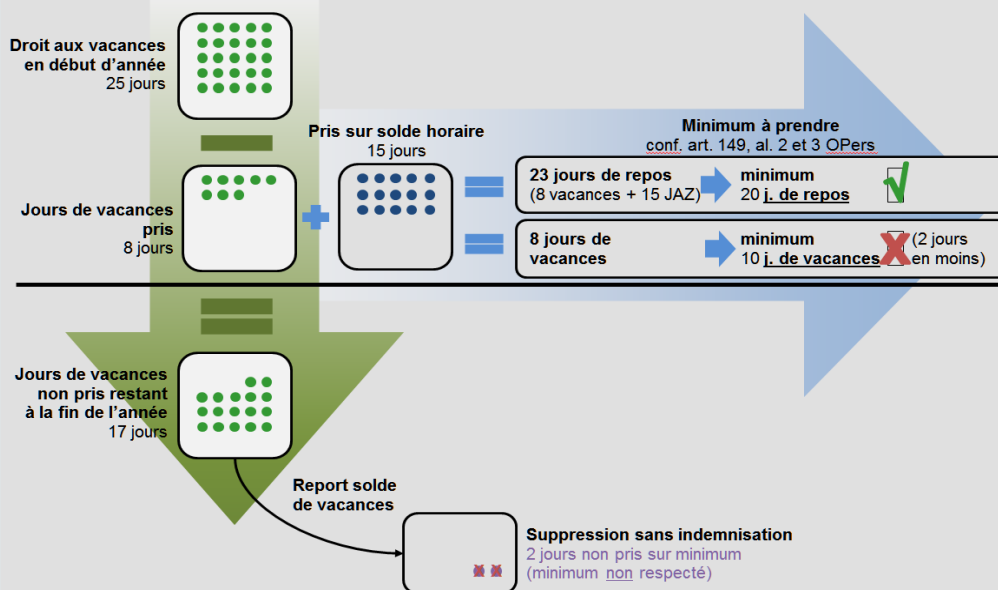 Droit aux vacances
en début d'année
25 jours
Pris sur solde horaire
15 jours
Minimum à prendre
conf. art. 149, al. 2 et 3 OPers
Jours de vacances
pris
8 jours
23 jours de repos
(8 vacances + 15 JAZ)
minimum
20 j. de repos
8 jours de
vacances
minimum
10 j. de vacances
(2 jours
en moins)
Jours de vacances
non pris restant
à la fin de l'année
17 jours
Report solde
de vacances
Suppression sans indemnisation
2 jours non pris sur minimum
(minimum non respecté)